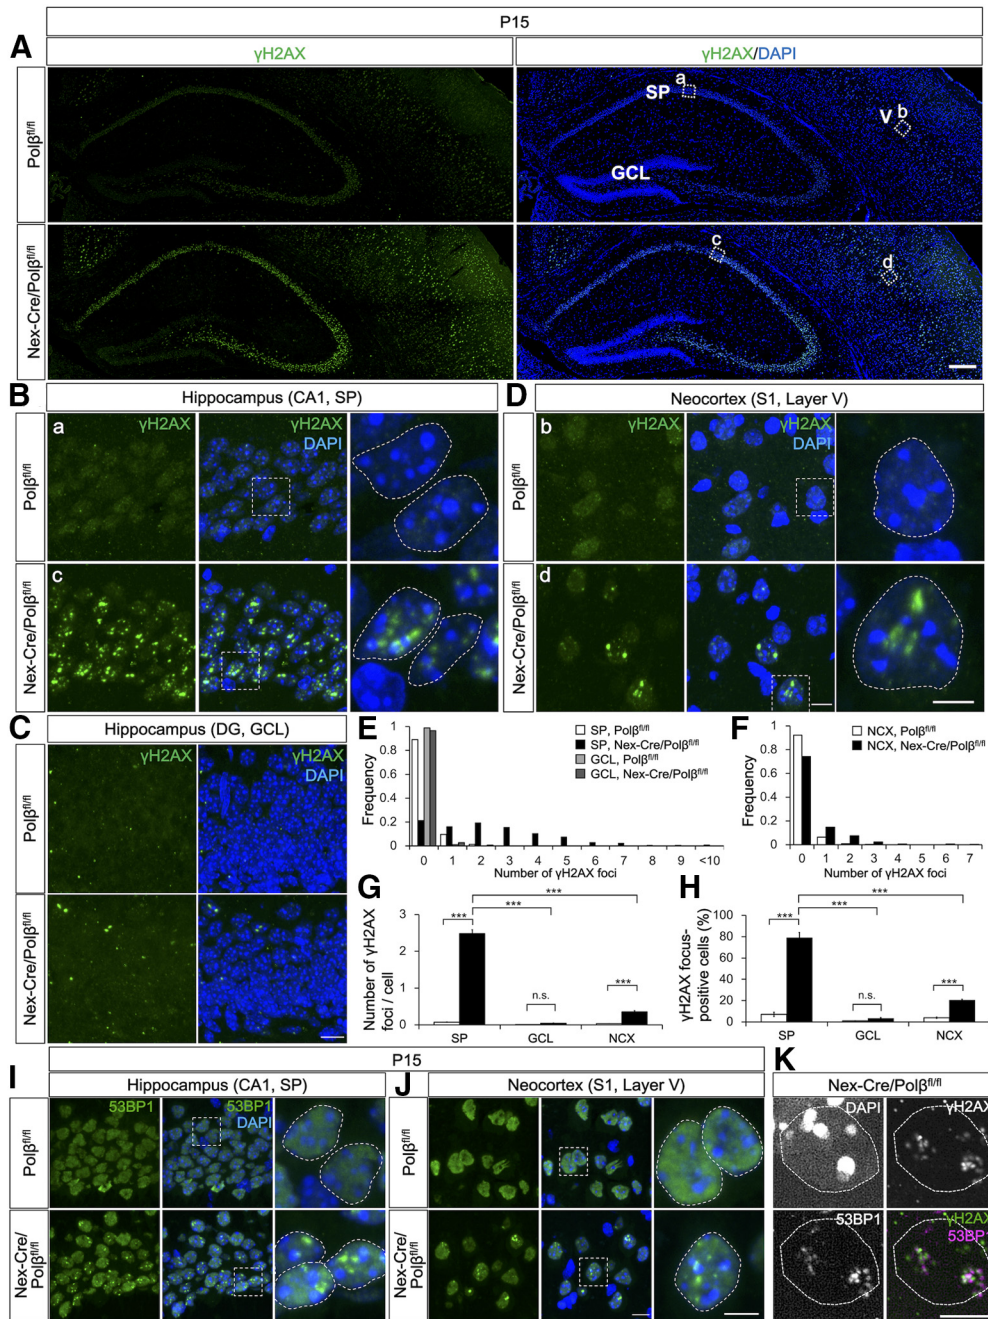 P15
A
γH2AX
γH2AX/DAPI
Polβfl/fl
a
SP
V
b
GCL
Nex-Cre/Polβfl/fl
c
d
B
Hippocampus (CA1, SP)
D
Neocortex (S1, Layer V)
Polβfl/fl
a
γH2AX
γH2AX
DAPI
Polβfl/fl
b
γH2AX
γH2AX
DAPI
Nex-Cre/Polβfl/fl
c
Nex-Cre/Polβfl/fl
d
C
Hippocampus (DG, GCL)
Polβfl/fl
γH2AX
γH2AX
DAPI
Nex-Cre/Polβfl/fl
E
Frequency
1
0.8
0.6
0.4
0.2
0
SP, Polβfl/fl
SP, Nex-Cre/Polβfl/fl
GCL, Polβfl/fl
GCL, Nex-Cre/Polβfl/fl
0 1 2 3 4 5 6 7 8 9 <10
Number of γH2AX foci
F
Frequency
1
0.8
0.6
0.4
0.2
0
NCX, Polβfl/fl
NCX, Nex-Cre/Polβfl/fl
0 1 2 3 4 5 6 7
Number of γH2AX foci
G
Number of γH2AX
foci / cell
3
2
1
0
***
***
***
n.s.
***
SP GCL NCX
H
γH2AX focus-
positive cells (%)
100
80
60
40
20
0
***
***
***
n.s.
***
SP GCL NCX
P15
I
Hippocampus (CA1, SP)
J
Neocortex (S1, Layer V)
K
Nex-Cre/Polβfl/fl
Polβfl/fl
53BP1
53BP1
DAPI
Polβfl/fl
53BP1
53BP1
DAPI
DAPI
γH2AX
Nex-Cre/
Polβfl/fl
Nex-Cre/
Polβfl/fl
53BP1
γH2AX
53BP1